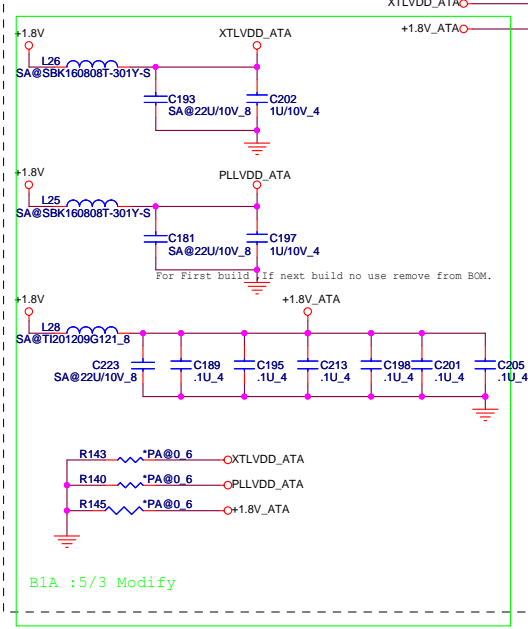 XTLVDD_ATA
+1.8V_ATA
+1.8V
XTLVDD_ATA
L26
SA@SBK160808T-301Y-S
C193
SA@22U/10V_8
C202
1U/10V_4
+1.8V
PLLVDD_ATA
L25
SA@SBK160808T-301Y-S
C181
SA@22U/10V_8
C197
1U/10V_4
For First build If next build no use remove from BOM.
+1.8V
+1.8V_ATA
L28
SA@TI201209G121_8
C223
SA@22U/10V_8
C189
.1U_4
C195
.1U_4
C213
.1U_4
C198
.1U_4
C201
.1U_4
C205
.1U_4
R143 *PA@0_6 XTLVDD_ATA
R140 *PA@0_6 PLLVDD_ATA
R145 *PA@0_6 +1.8V_ATA
B1A :5/3 Modify